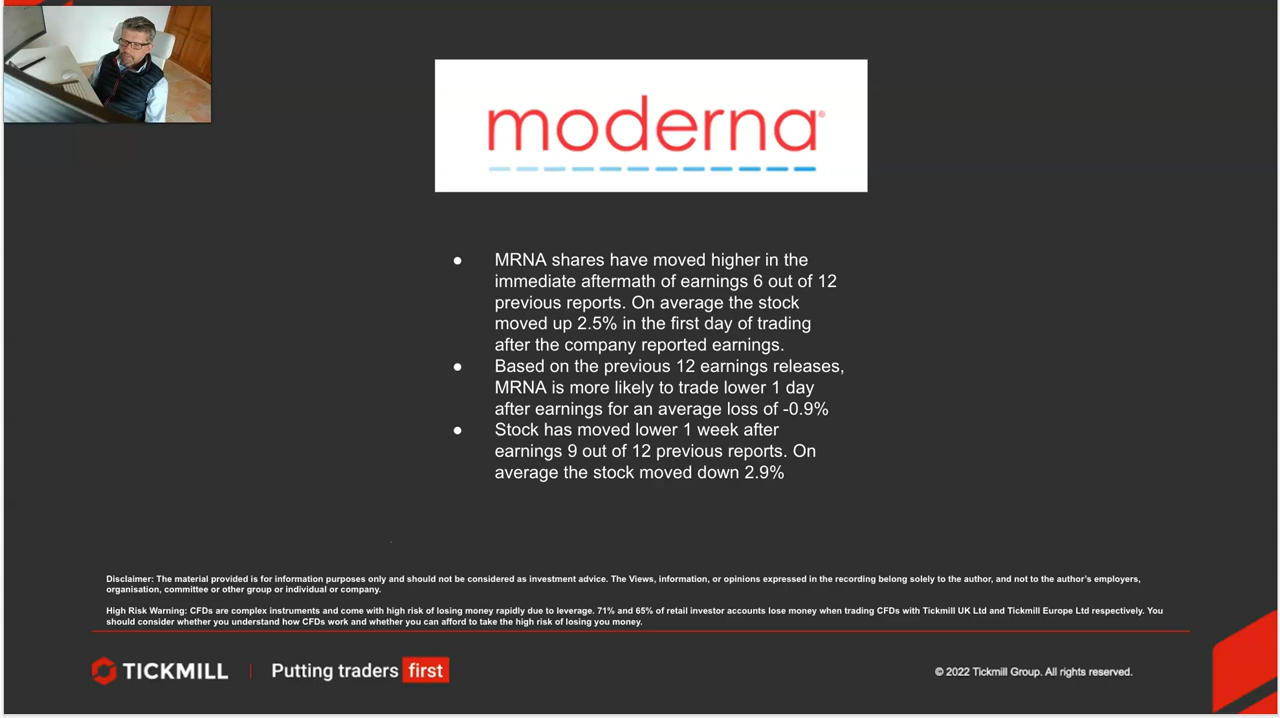 moderna®
● MRNA shares have moved higher in the
immediate aftermath of earnings 6 out of 12
previous reports. On average the stock
moved up 2.5% in the first day of trading
after the company reported earnings.
● Based on the previous 12 earnings releases,
MRNA is more likely to trade lower 1 day
after earnings for an average loss of -0.9%
● Stock has moved lower 1 week after
earnings 9 out of 12 previous reports. On
average the stock moved down 2.9%
Disclaimer: The material provided is for information purposes only and should not be considered as investment advice. The Views, information, or opinions expressed in the recording belong solely to the author, and not to the author's employers,
organisation, committee or other group or individual or company.
High Risk Warning: CFDs are complex instruments and come with high risk of losing money rapidly due to leverage. 71% and 65% of retail investor accounts lose money when trading CFDs with Tickmill UK Ltd and Tickmill Europe Ltd respectively. You
should consider whether you understand how CFDs work and whether you can afford to take the high risk of losing you money.
TICKMILL | Putting traders first
© 2022 Tickmill Group. All rights reserved.